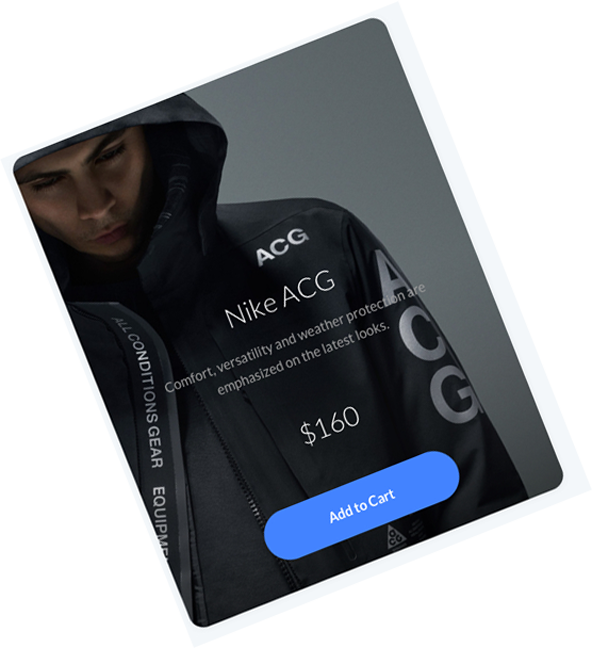 ACG
Nike ACG
Comfort, versatility and weather protection are
emphasized on the latest looks.
$160
Add to Cart
ACG
ALL CONDITIONS GEAR
EQUIPME